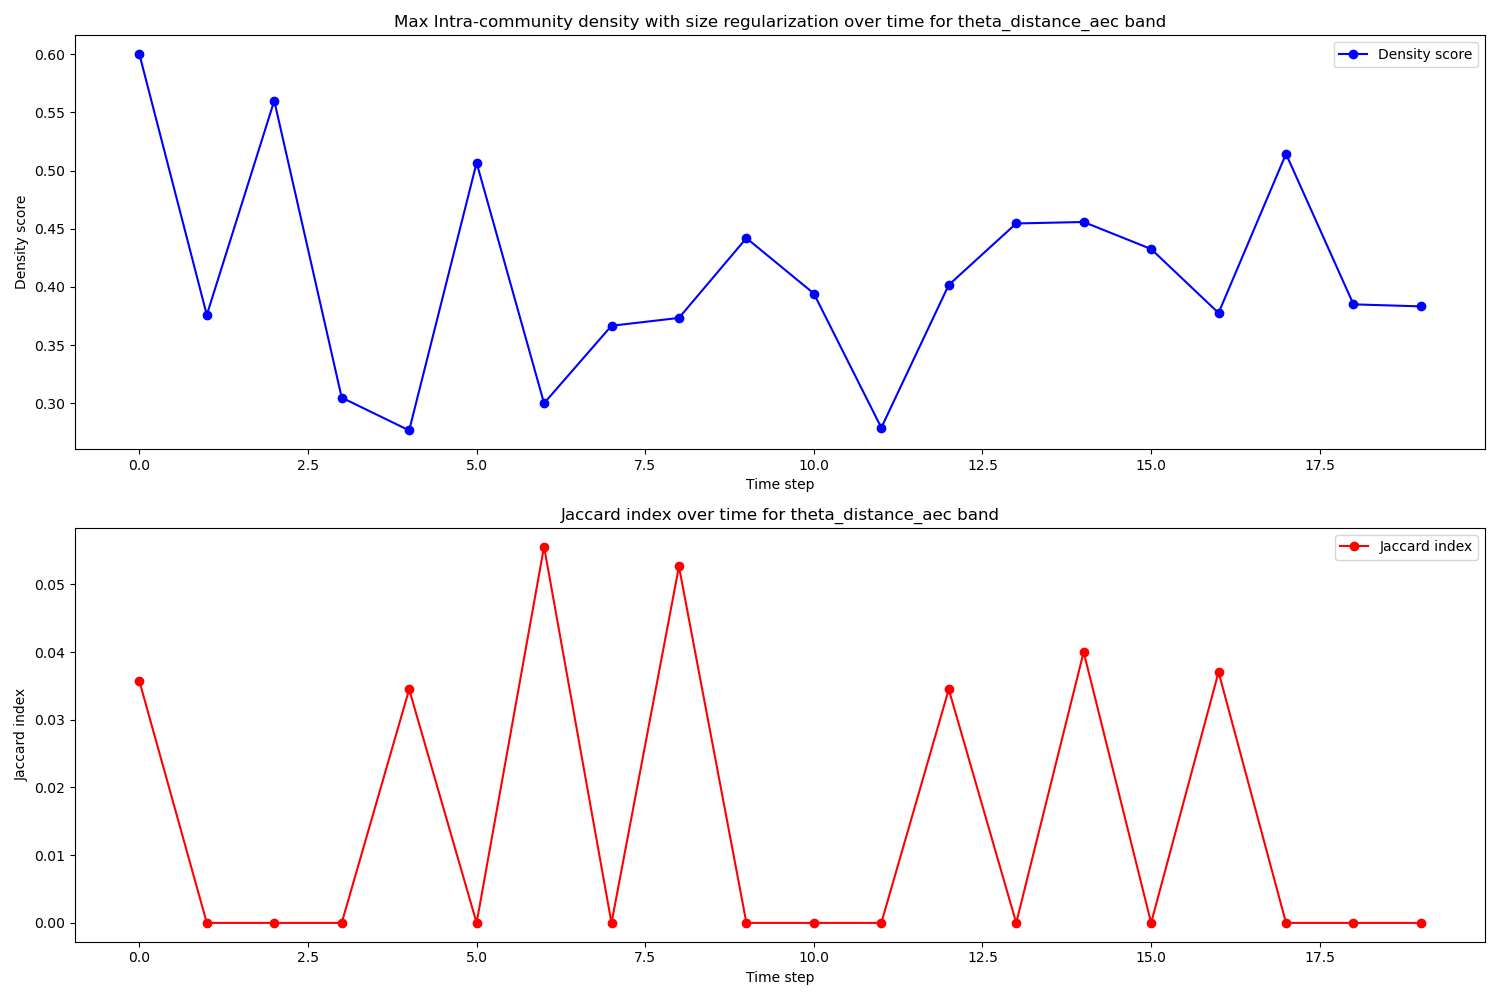 Max Intra-community density with size regularization over time for theta_distance_aec band
Density score
0.60
0.55
0.50
0.45
0.40
0.35
0.30
Density score
0.0 2.5 5.0 7.5 10.0 12.5 15.0 17.5
Time step
Jaccard index over time for theta_distance_aec band
Jaccard index
0.05
0.04
0.03
0.02
0.01
0.00
Jaccard index
0.0 2.5 5.0 7.5 10.0 12.5 15.0 17.5
Time step